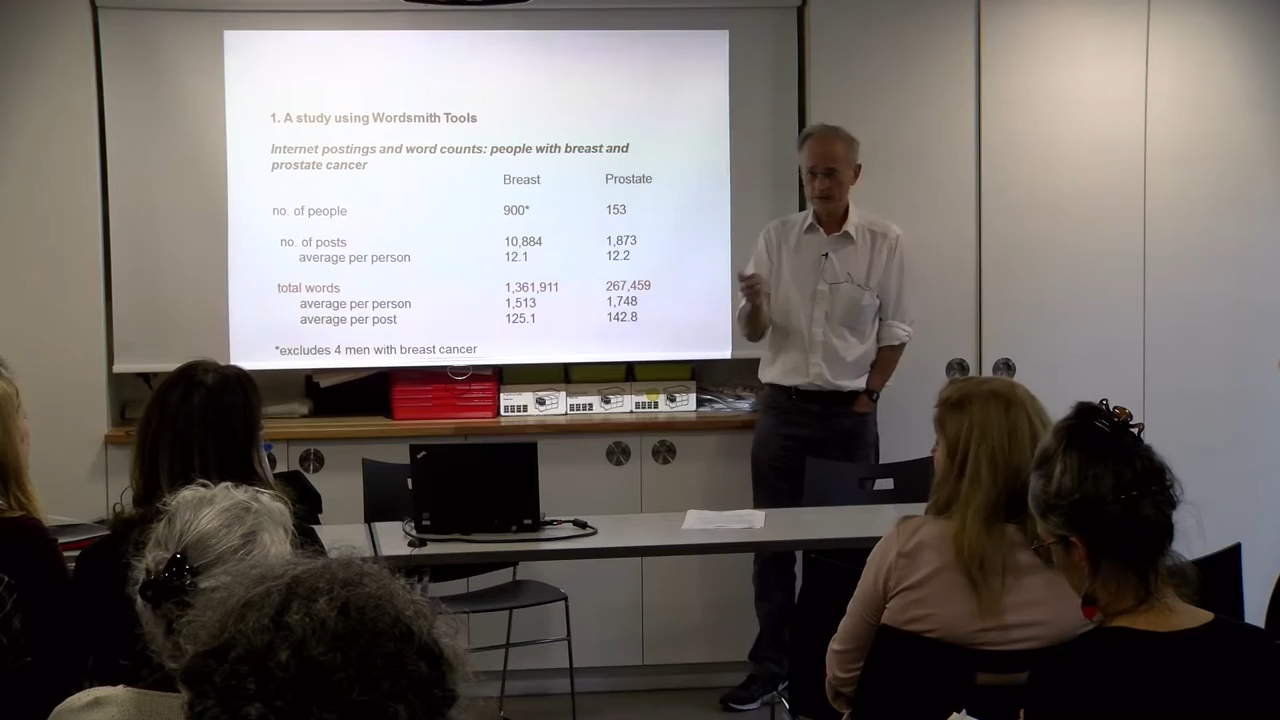 1. A study using Wordsmith Tools
Internet postings and word counts: people with breast and
prostate cancer
Breast Prostate
no. of people 900* 153
no. of posts 10,884 1,873
average per person 12.1 12.2
total words 1,361,911 267,459
average per person 1,513 1,748
average per post 125.1 142.8
*excludes 4 men with breast cancer